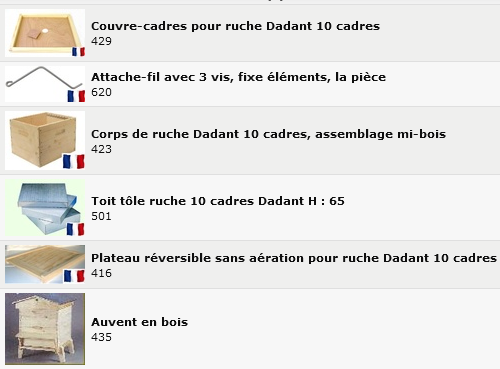 Couvre-cadres pour ruche Dadant 10 cadres
429
Attache-fil avec 3 vis, fixe éléments, la pièce
620
Corps de ruche Dadant 10 cadres, assemblage mi-bois
423
Toit tôle ruche 10 cadres Dadant H : 65
501
Plateau réversible sans aération pour ruche Dadant 10 cadres
416
Auvent en bois
435